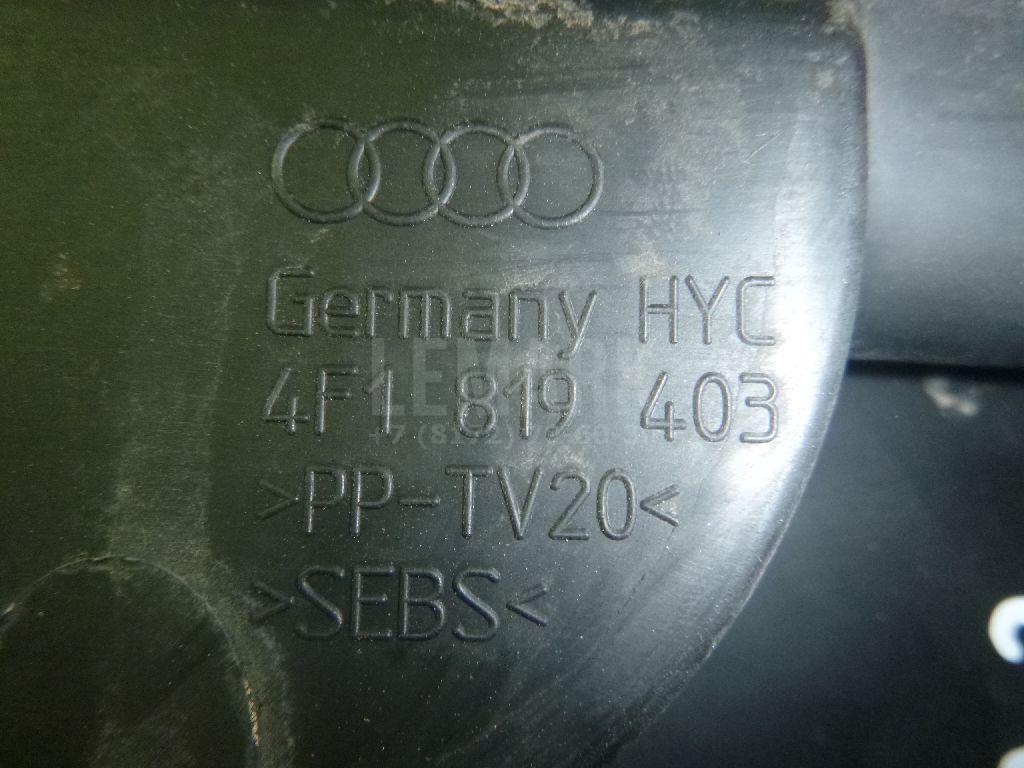 Germany HYC
4F1 819 403
>PP-TV20<
>SEBS<